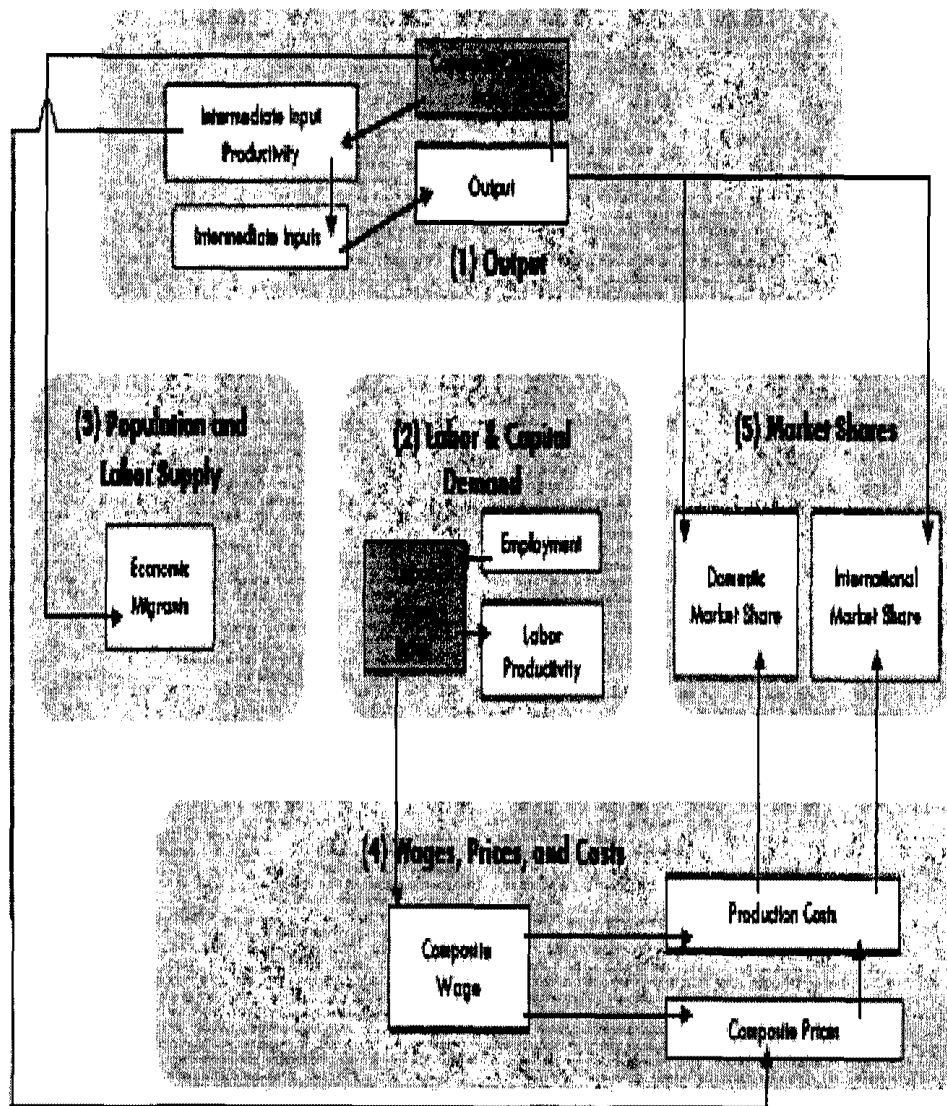 Intermediate Input
Productivity
Output
Intermediate Inputs
(1) Output
(3) Population and
Labor Supply
Economic
Migrants
(2) Labor & Capital
Demand
Employment
Labor
Productivity
(5) Market Shares
Domestic
Market Share
International
Market Share
(4) Wages, Prices, and Costs
Composite
Wage
Production Costs
Composite Prices